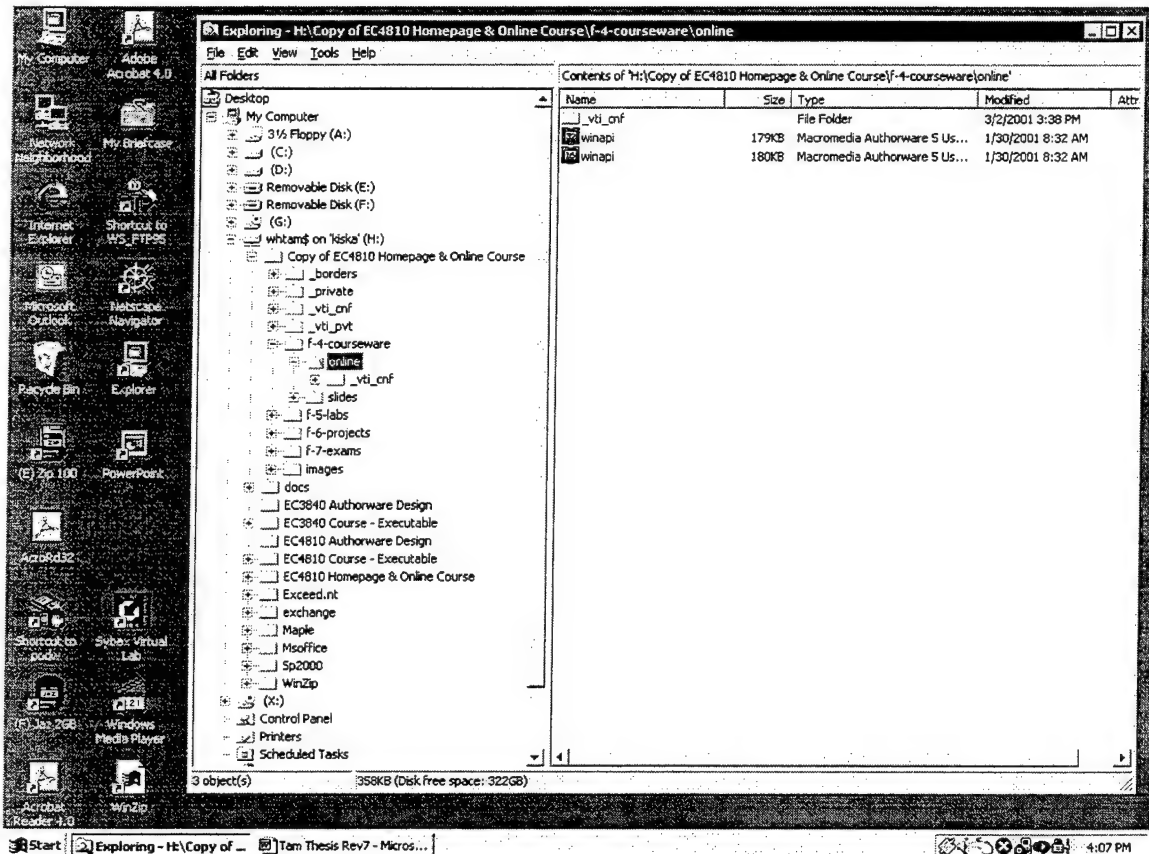 My Computer
Adobe Acrobat 4.0
Network Neighborhood
My Briefcase
Internet Explorer
Shortcut to WS_FTP95
Microsoft Outlook
Netscape Navigator
Recycle Bin
Explorer
(E) Zip 100
PowerPoint
AcroRd32
Shortcut to
Sybex Virtual Lab
(F) Jaz 2GB
Windows Media Player
Acrobat Reader 4.0
WinZip
Exploring - H:\Copy of EC4810 Homepage & Online Course\f-4-courseware\online
File Edit View Tools Help
All Folders
Contents of 'H:\Copy of EC4810 Homepage & Online Course\f-4-courseware\online'
Desktop
My Computer
3½ Floppy (A:)
(C:)
(D:)
Removable Disk (E:)
Removable Disk (F:)
(G:)
whtam$ on 'kiska' (H:)
Copy of EC4810 Homepage & Online Course
_borders
_private
_vti_cnf
_vti_pvt
f-4-courseware
online
_vti_cnf
slides
f-5-labs
f-6-projects
f-7-exams
images
docs
EC3840 Authorware Design
EC3840 Course - Executable
EC4810 Authorware Design
EC4810 Course - Executable
EC4810 Homepage & Online Course
Exceed.nt
exchange
Maple
Msoffice
Sp2000
WinZip
(X:)
Control Panel
Printers
Scheduled Tasks
Name Size Type Modified Attr
_vti_cnf File Folder 3/2/2001 3:38 PM
winapi 179KB Macromedia Authorware 5 Us... 1/30/2001 8:32 AM
winapi 180KB Macromedia Authorware 5 Us... 1/30/2001 8:32 AM
3 object(s) 358KB (Disk free space: 322GB)
Start Exploring - H:\Copy of ... Tam Thesis Rev7 - Micros... 4:07 PM